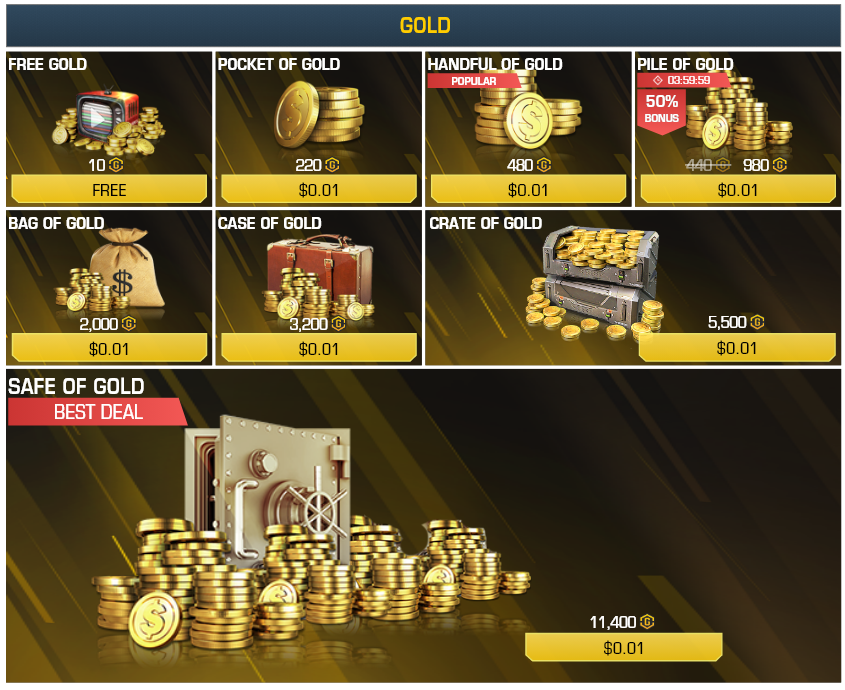 GOLD
FREE GOLD
10
FREE
POCKET OF GOLD
220
$0.01
HANDFUL OF GOLD
POPULAR
480
$0.01
PILE OF GOLD
03:59:59
50%
BONUS
440 980
$0.01
BAG OF GOLD
2,000
$0.01
CASE OF GOLD
3,200
$0.01
CRATE OF GOLD
5,500
$0.01
SAFE OF GOLD
BEST DEAL
11,400
$0.01